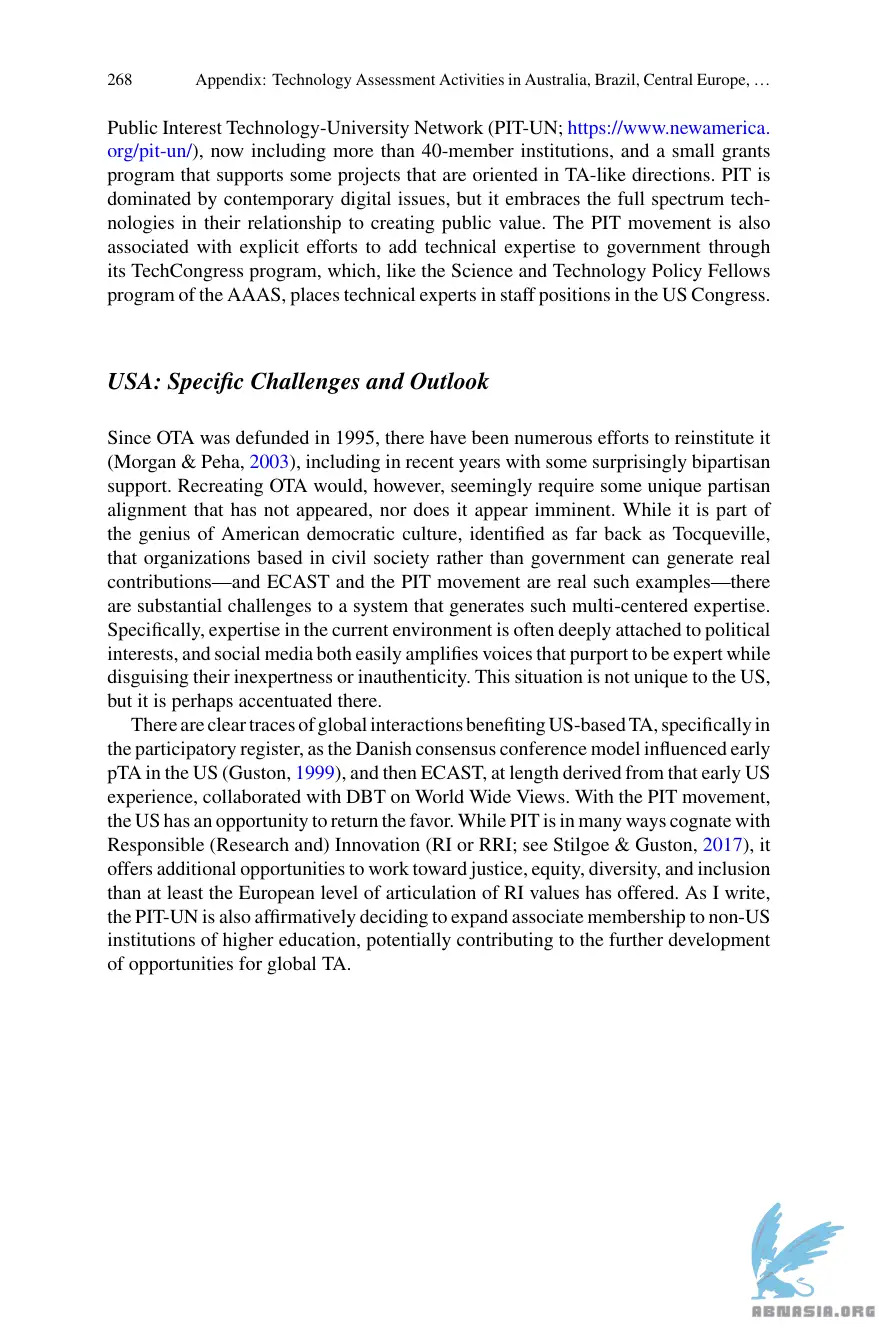 268 Appendix: Technology Assessment Activities in Australia, Brazil, Central Europe, …
Public Interest Technology-University Network (PIT-UN; https://www.newamerica.
org/pit-un/), now including more than 40-member institutions, and a small grants
program that supports some projects that are oriented in TA-like directions. PIT is
dominated by contemporary digital issues, but it embraces the full spectrum tech-
nologies in their relationship to creating public value. The PIT movement is also
associated with explicit efforts to add technical expertise to government through
its TechCongress program, which, like the Science and Technology Policy Fellows
program of the AAAS, places technical experts in staff positions in the US Congress.
USA: Specific Challenges and Outlook
Since OTA was defunded in 1995, there have been numerous efforts to reinstitute it
(Morgan & Peha, 2003), including in recent years with some surprisingly bipartisan
support. Recreating OTA would, however, seemingly require some unique partisan
alignment that has not appeared, nor does it appear imminent. While it is part of
the genius of American democratic culture, identified as far back as Tocqueville,
that organizations based in civil society rather than government can generate real
contributions—and ECAST and the PIT movement are real such examples—there
are substantial challenges to a system that generates such multi-centered expertise.
Specifically, expertise in the current environment is often deeply attached to political
interests, and social media both easily amplifies voices that purport to be expert while
disguising their inexpertness or inauthenticity. This situation is not unique to the US,
but it is perhaps accentuated there.
There are clear traces of global interactions benefiting US-based TA, specifically in
the participatory register, as the Danish consensus conference model influenced early
pTA in the US (Guston, 1999), and then ECAST, at length derived from that early US
experience, collaborated with DBT on World Wide Views. With the PIT movement,
the US has an opportunity to return the favor. While PIT is in many ways cognate with
Responsible (Research and) Innovation (RI or RRI; see Stilgoe & Guston, 2017), it
offers additional opportunities to work toward justice, equity, diversity, and inclusion
than at least the European level of articulation of RI values has offered. As I write,
the PIT-UN is also affirmatively deciding to expand associate membership to non-US
institutions of higher education, potentially contributing to the further development
of opportunities for global TA.
ABNASIA.ORG